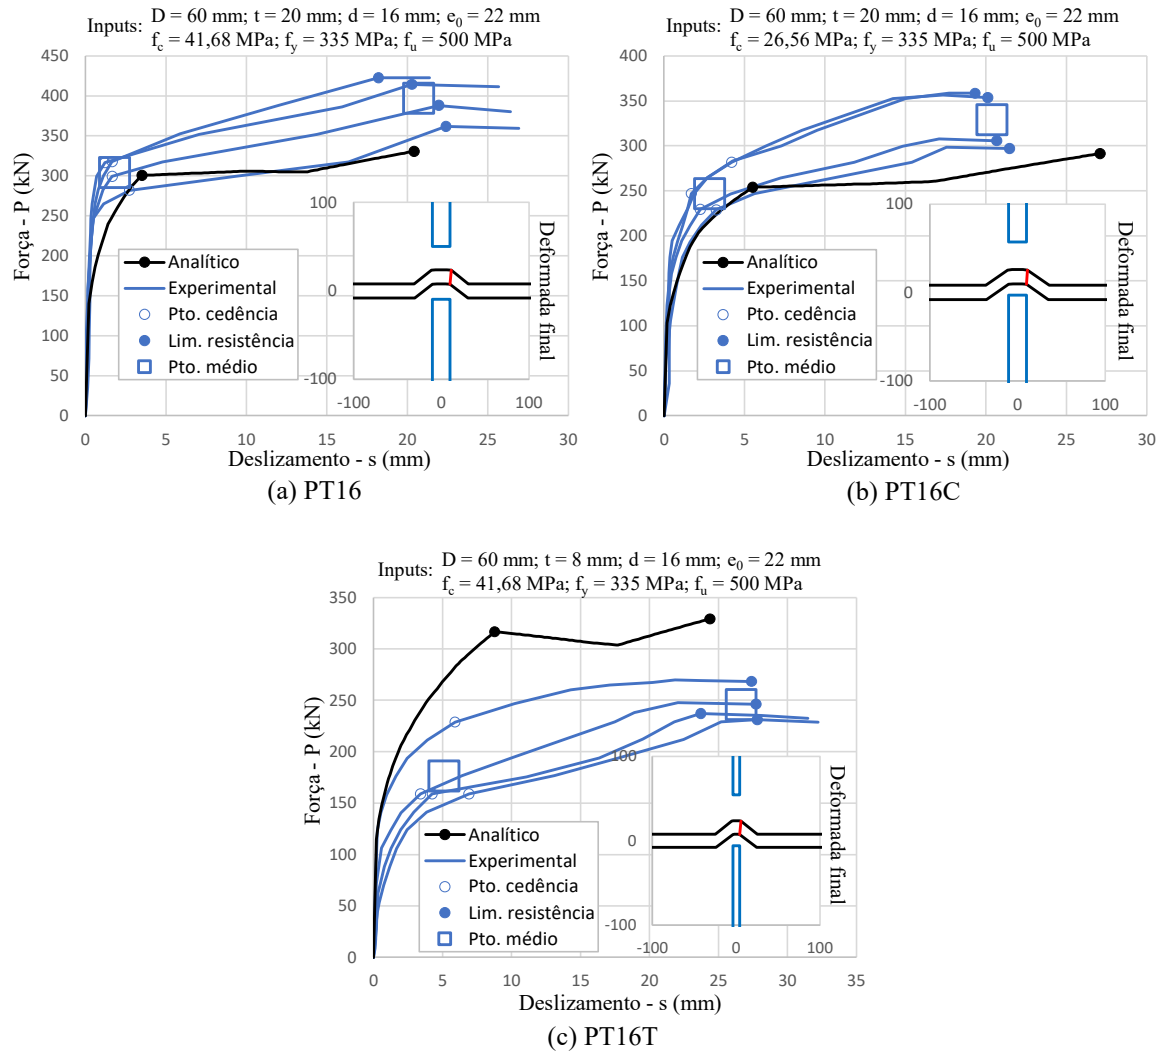 Inputs: D = 60 mm; t = 20 mm; d = 16 mm; e0 = 22 mm
fc = 41,68 MPa; fy = 335 MPa; fu = 500 MPa
Força - P (kN)
450
400
350
300
250
200
150
100
50
0
Analítico
Experimental
Pto. cedência
Lim. resistência
Pto. médio
100
0
-100
-100
0
100
Deformada final
0
5
10
15
20
25
30
Deslizamento - s (mm)
(a) PT16
Inputs: D = 60 mm; t = 20 mm; d = 16 mm; e0 = 22 mm
fc = 26,56 MPa; fy = 335 MPa; fu = 500 MPa
Força - P (kN)
400
350
300
250
200
150
100
50
0
Analítico
Experimental
Pto. cedência
Lim. resistência
Pto. médio
100
0
-100
-100
0
100
Deformada final
0
5
10
15
20
25
30
Deslizamento - s (mm)
(b) PT16C
Inputs: D = 60 mm; t = 8 mm; d = 16 mm; e0 = 22 mm
fc = 41,68 MPa; fy = 335 MPa; fu = 500 MPa
Força - P (kN)
350
300
250
200
150
100
50
0
Analítico
Experimental
Pto. cedência
Lim. resistência
Pto. médio
100
0
-100
-100
0
100
Deformada final
0
5
10
15
20
25
30
35
Deslizamento - s (mm)
(c) PT16T